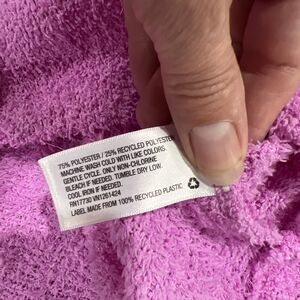 75% POLYESTER / 25% RECYCLED POLYESTER
MACHINE WASH COLD WITH LIKE COLORS.
GENTLE CYCLE. ONLY NON-CHLORINE
BLEACH IF NEEDED. TUMBLE DRY LOW.
COOL IRON IF NEEDED.
RN17730 VN1261424
LABEL MADE FROM 100% RECYCLED PLASTIC